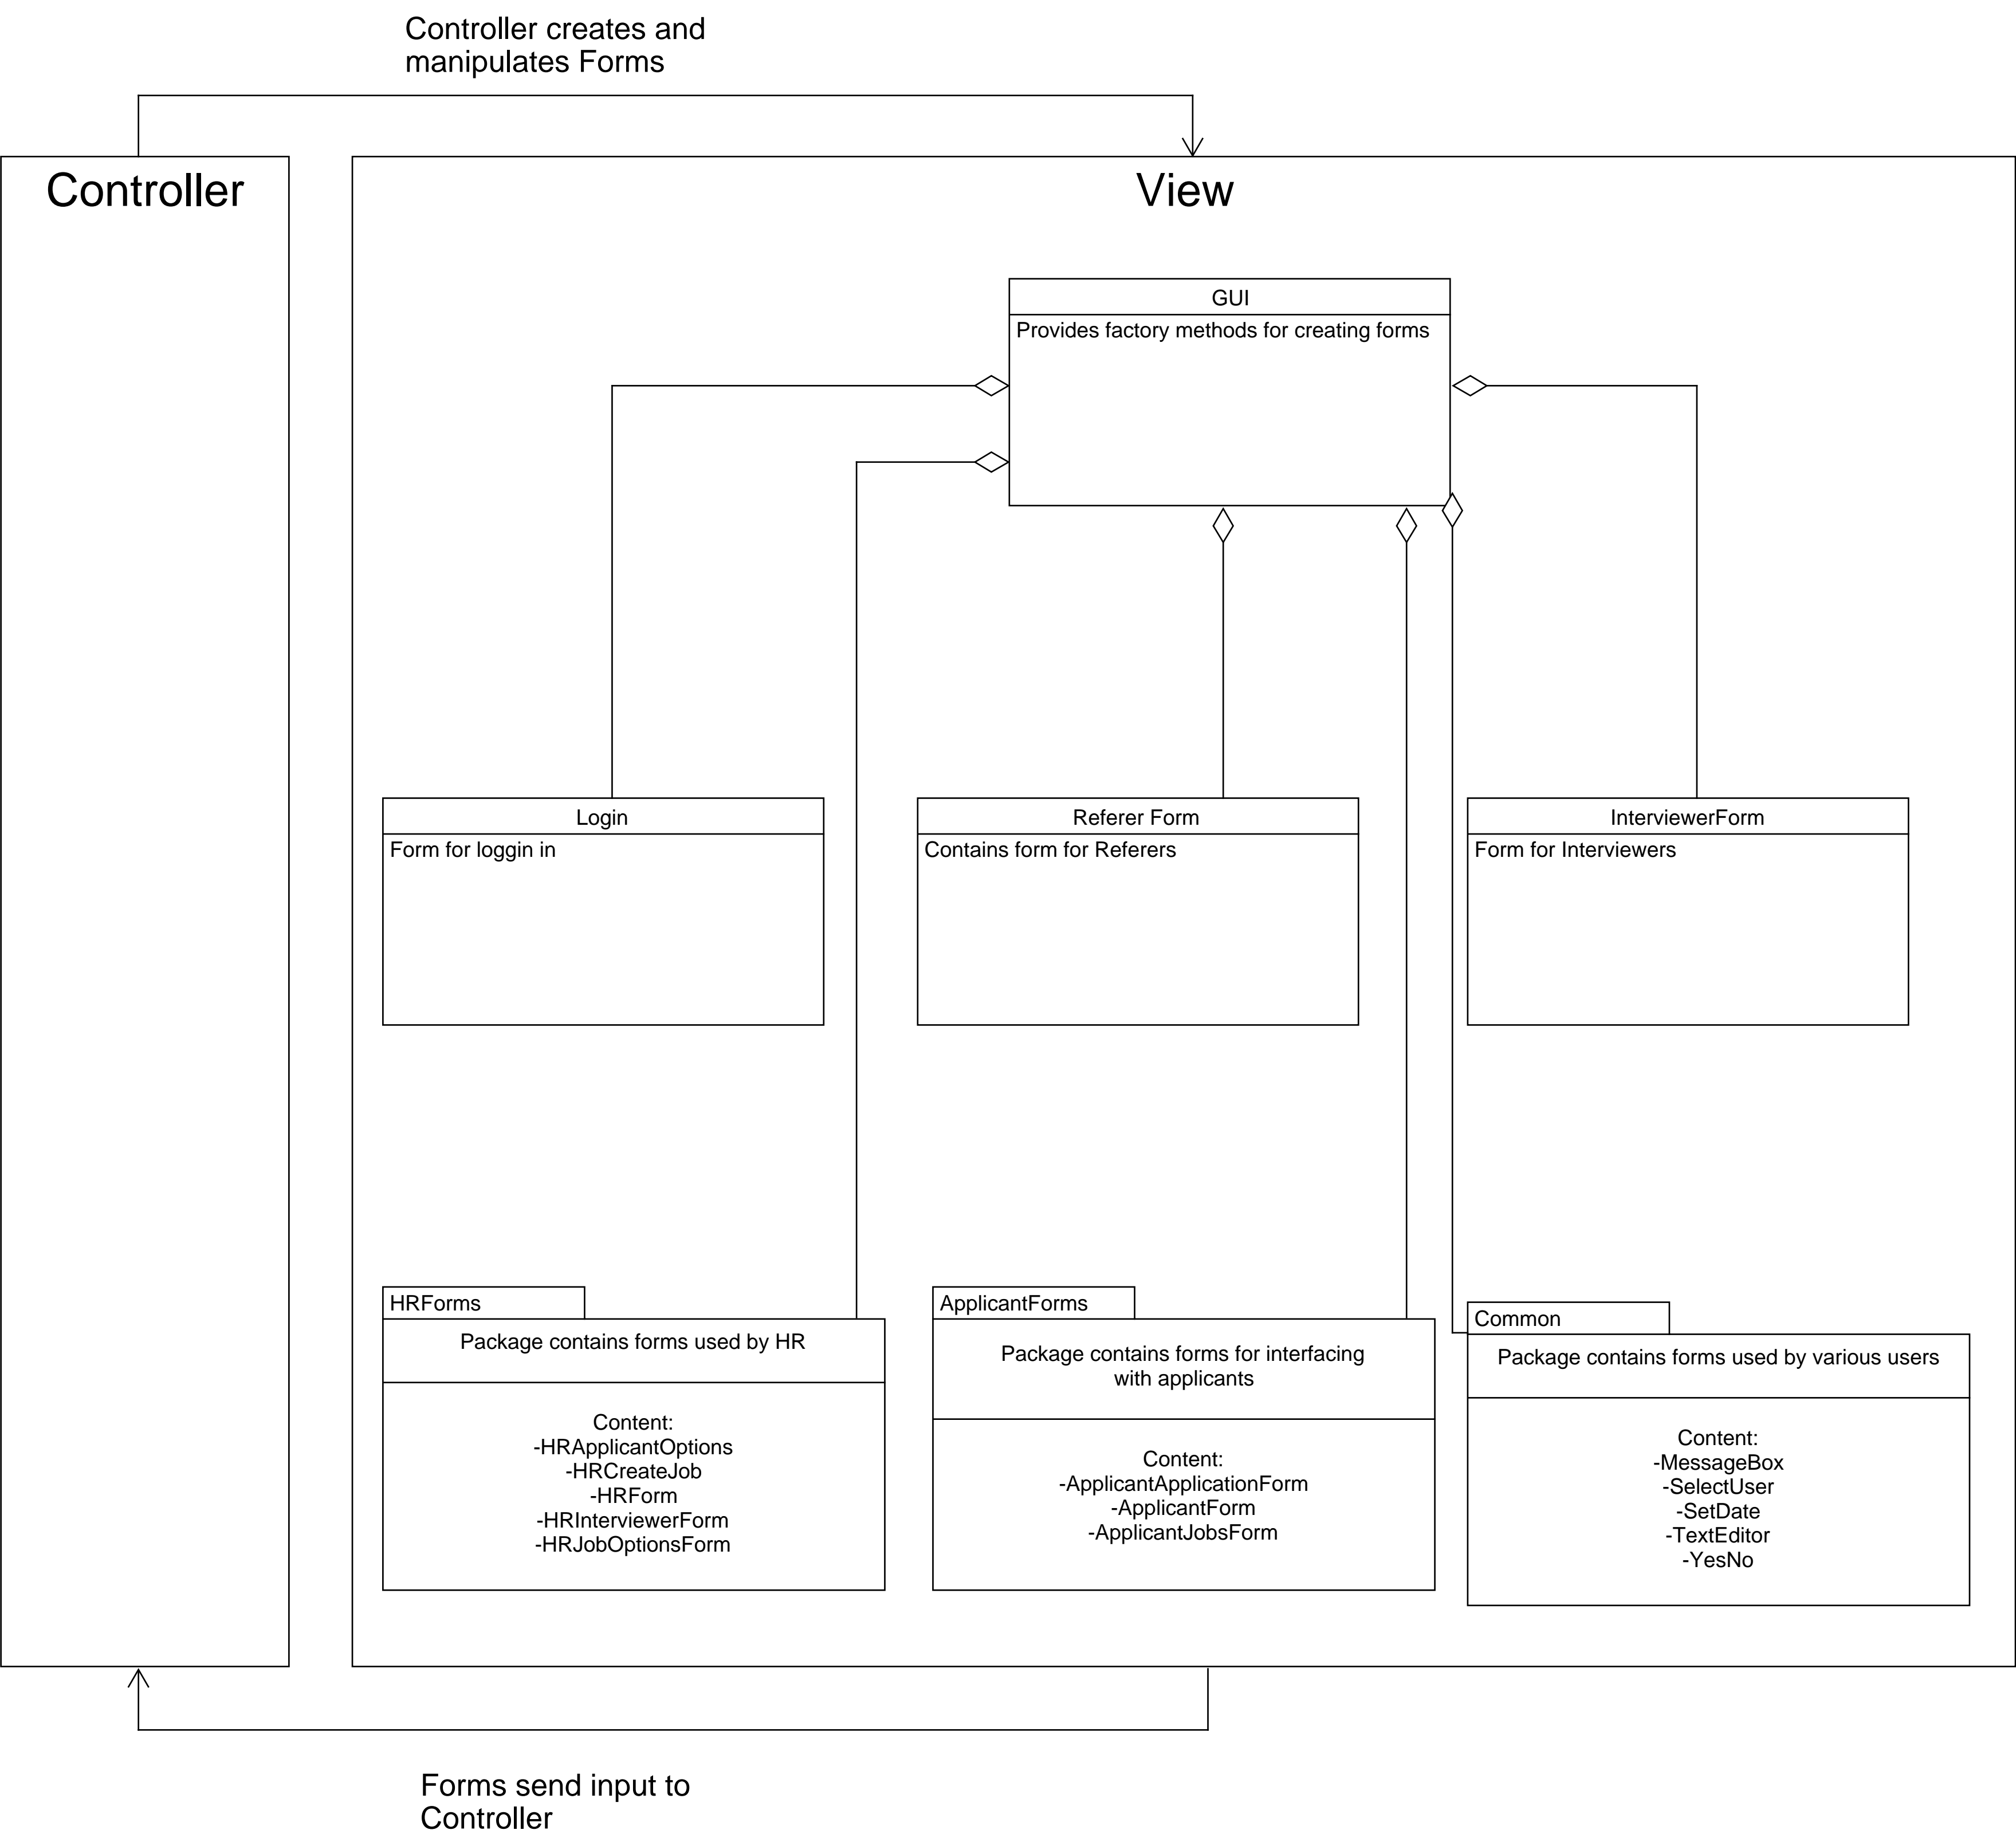 Controller creates and
manipulates Forms
Controller
View
GUI
Provides factory methods for creating forms
Login
Form for loggin in
Referer Form
Contains form for Referers
InterviewerForm
Form for Interviewers
HRForms
Package contains forms used by HR
Content:
-HRApplicantOptions
-HRCreateJob
-HRForm
-HRInterviewerForm
-HRJobOptionsForm
ApplicantForms
Package contains forms for interfacing
with applicants
Content:
-ApplicantApplicationForm
-ApplicantForm
-ApplicantJobsForm
Common
Package contains forms used by various users
Content:
-MessageBox
-SelectUser
-SetDate
-TextEditor
-YesNo
Forms send input to
Controller